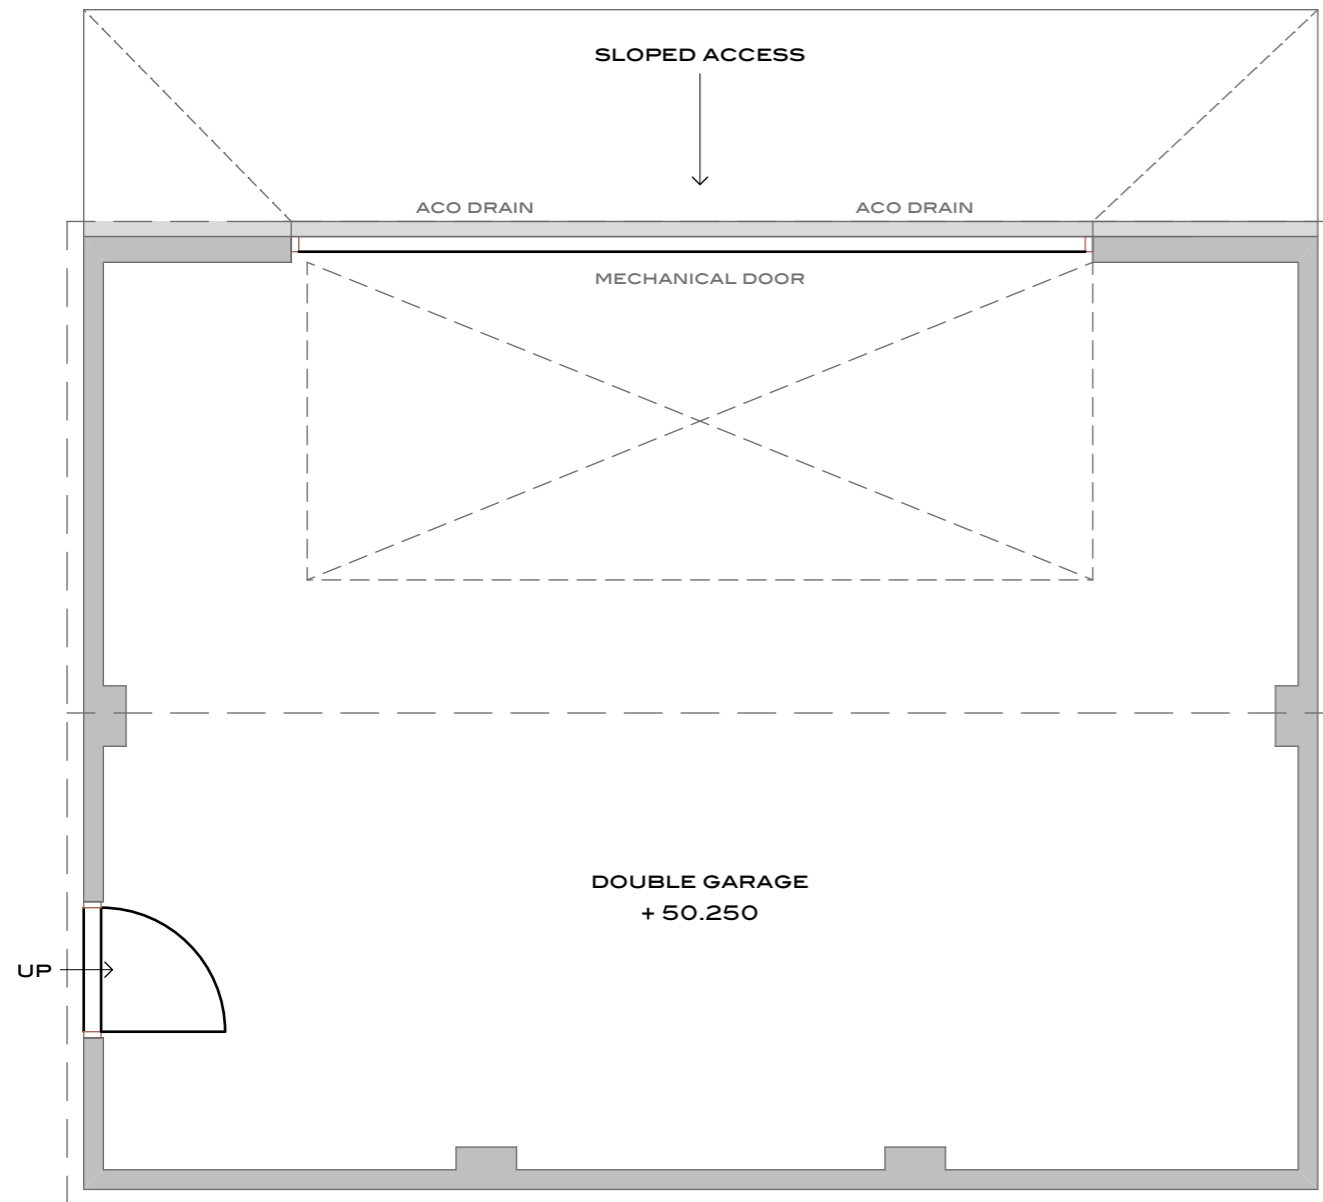 SLOPED ACCESS
ACO DRAIN
ACO DRAIN
MECHANICAL DOOR
DOUBLE GARAGE
+ 50.250
UP